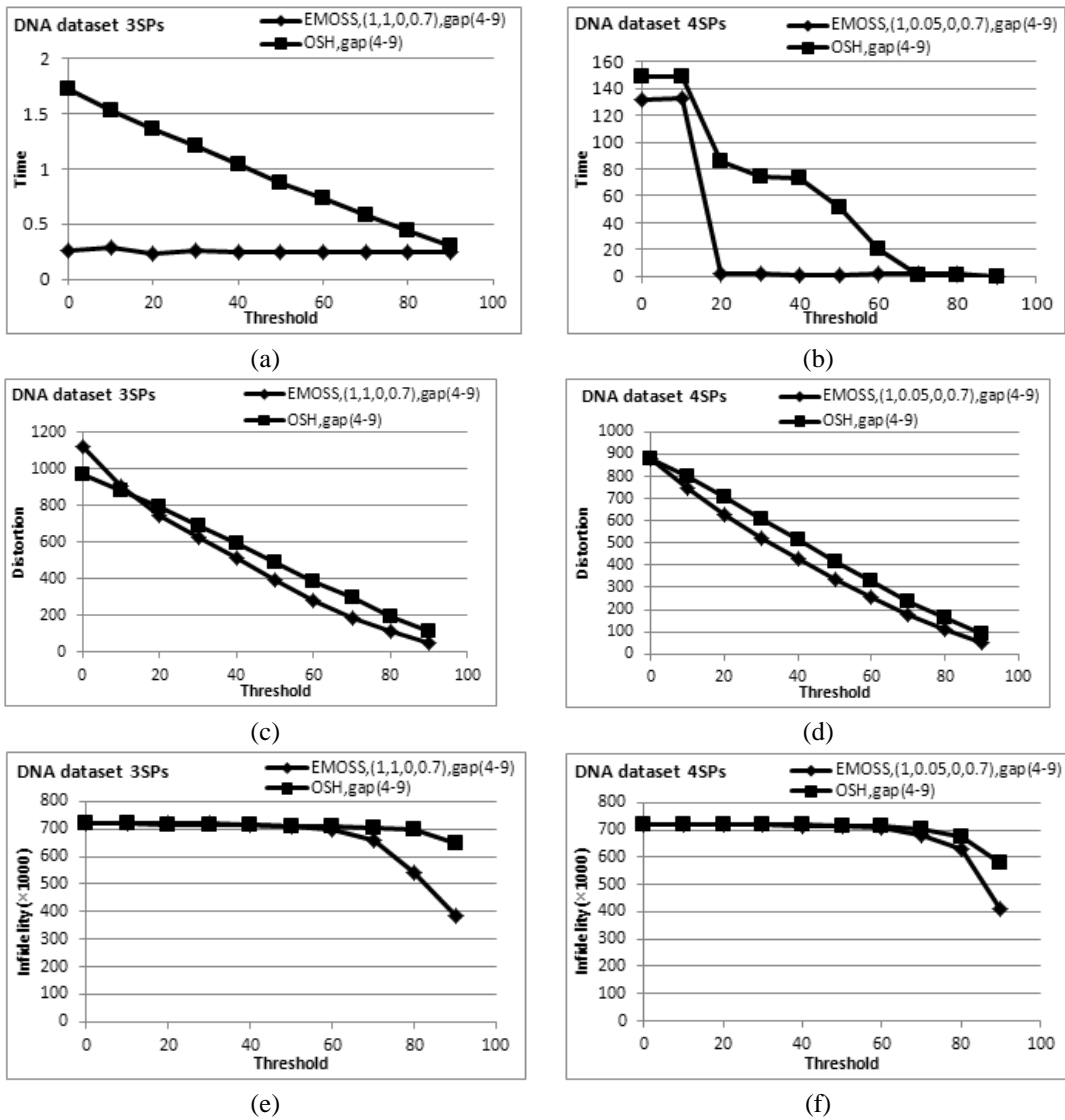 DNA dataset 3SPs
EMOSS,(1,1,0,0.7),gap(4-9)
OSH,gap(4-9)
2
1.5
1
0.5
0
Time
0 20 40 60 80 100
Threshold
(a)
DNA dataset 4SPs
EMOSS,(1,0.05,0,0.7),gap(4-9)
OSH,gap(4-9)
160
140
120
100
80
60
40
20
0
Time
0 20 40 60 80 100
Threshold
(b)
DNA dataset 3SPs
EMOSS,(1,1,0,0.7),gap(4-9)
OSH,gap(4-9)
1200
1000
800
600
400
200
0
Distortion
0 20 40 60 80 100
Threshold
(c)
DNA dataset 4SPs
EMOSS,(1,0.05,0,0.7),gap(4-9)
OSH,gap(4-9)
1000
900
800
700
600
500
400
300
200
100
0
Distortion
0 20 40 60 80 100
Threshold
(d)
DNA dataset 3SPs
EMOSS,(1,1,0,0.7),gap(4-9)
OSH,gap(4-9)
800
700
600
500
400
300
200
100
0
Infidelity (×1000)
0 20 40 60 80 100
Threshold
(e)
DNA dataset 4SPs
EMOSS,(1,0.05,0,0.7),gap(4-9)
OSH,gap(4-9)
800
700
600
500
400
300
200
100
0
Infidelity (×1000)
0 20 40 60 80 100
Threshold
(f)